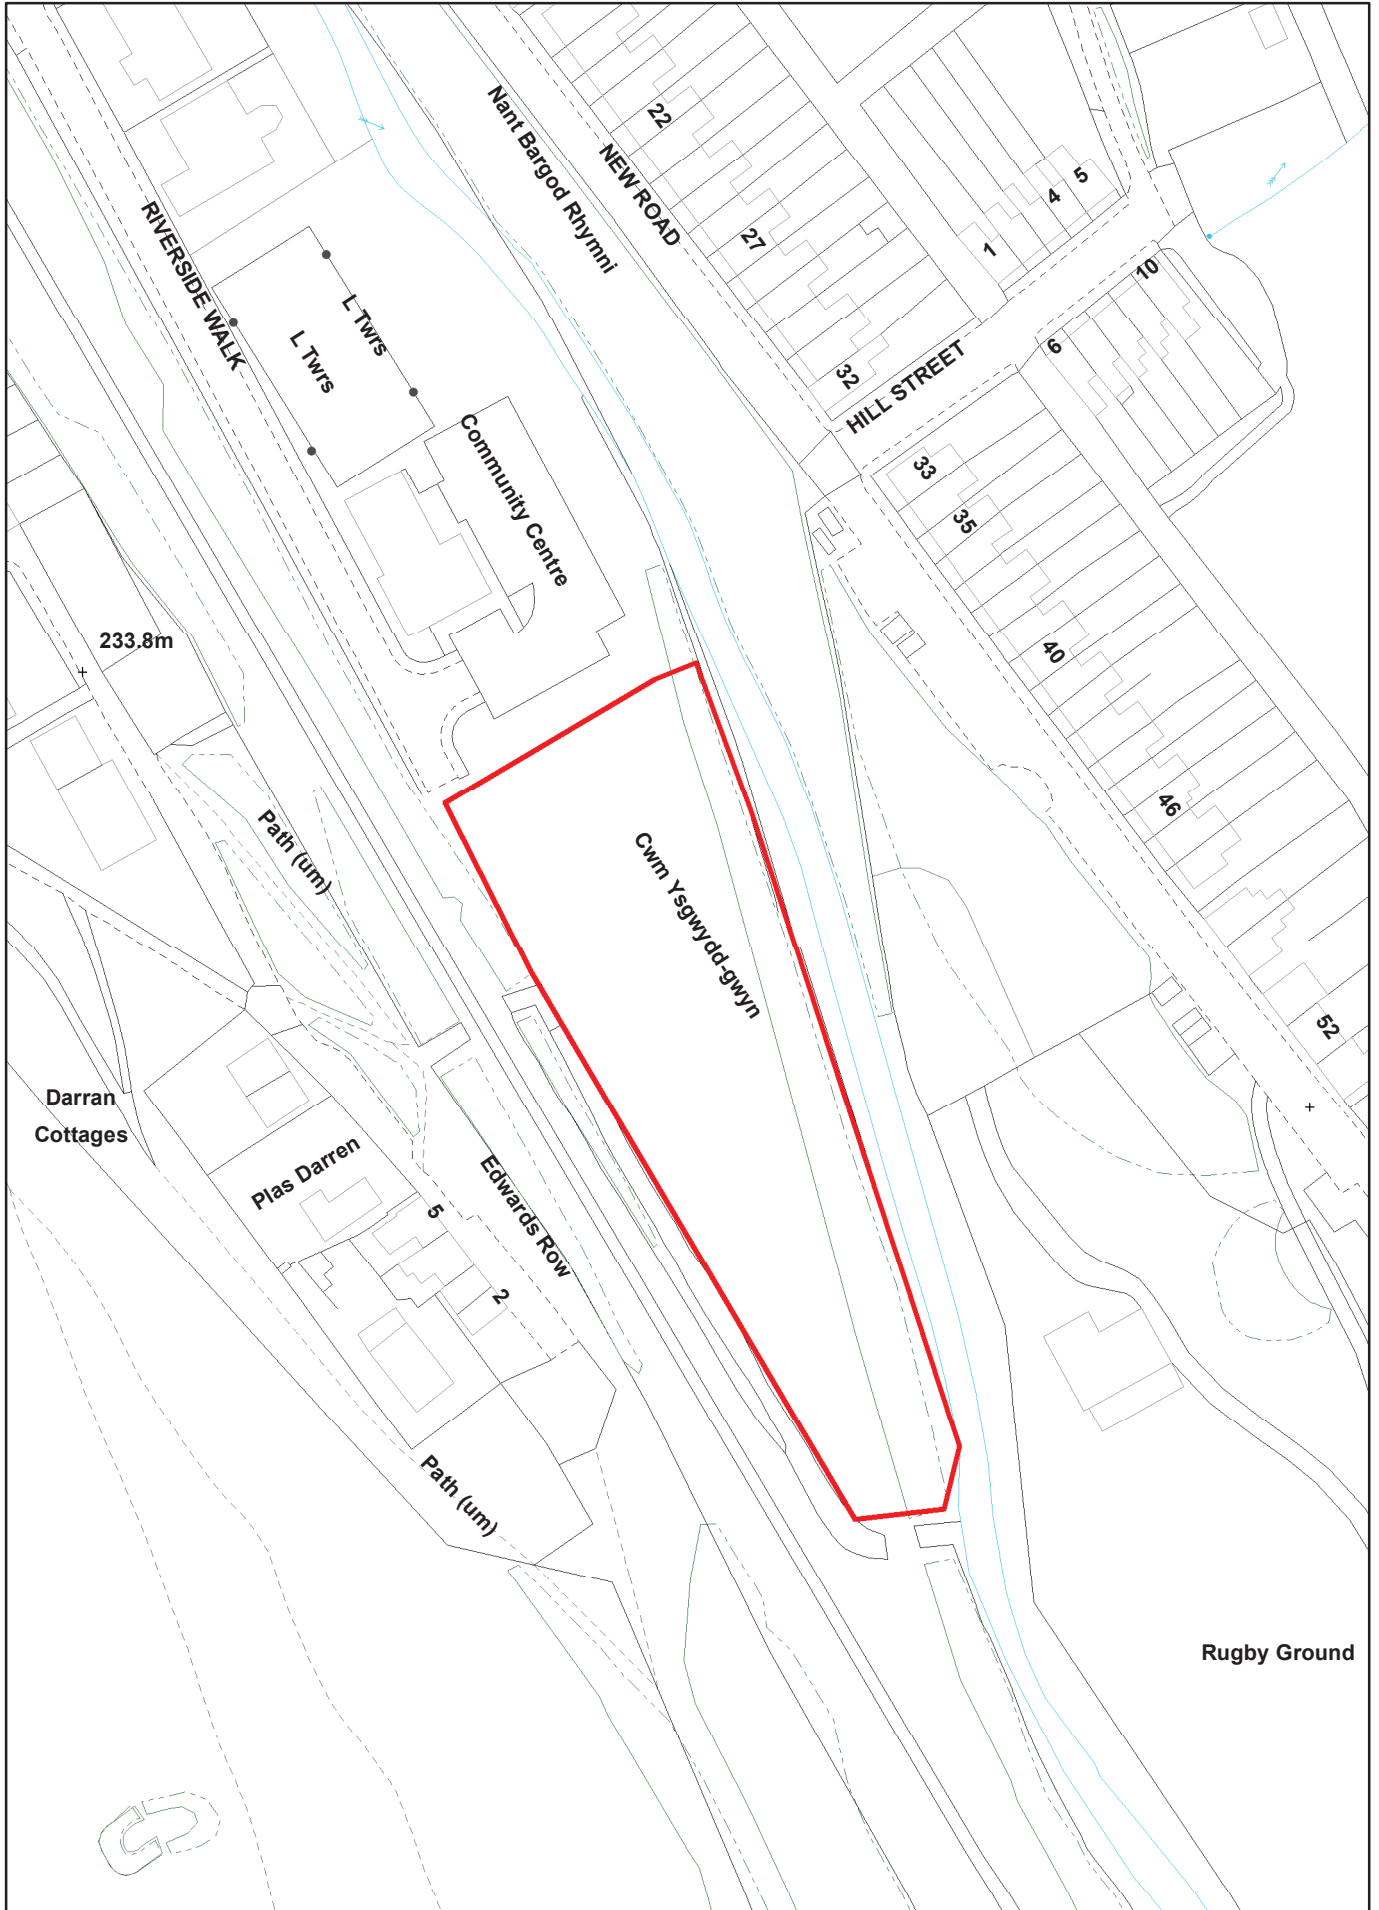 22
Nant Bargod Rhymni
NEW ROAD
5
4
1
27
10
RIVERSIDE WALK
L Twrs
L Twrs
6
32
HILL STREET
Community Centre
33
35
233.8m
40
46
Path (um)
Cwm Ysgwydd-gwyn
52
Darran
Cottages
Plas Darren
Edwards Row
5
2
Path (um)
Rugby Ground